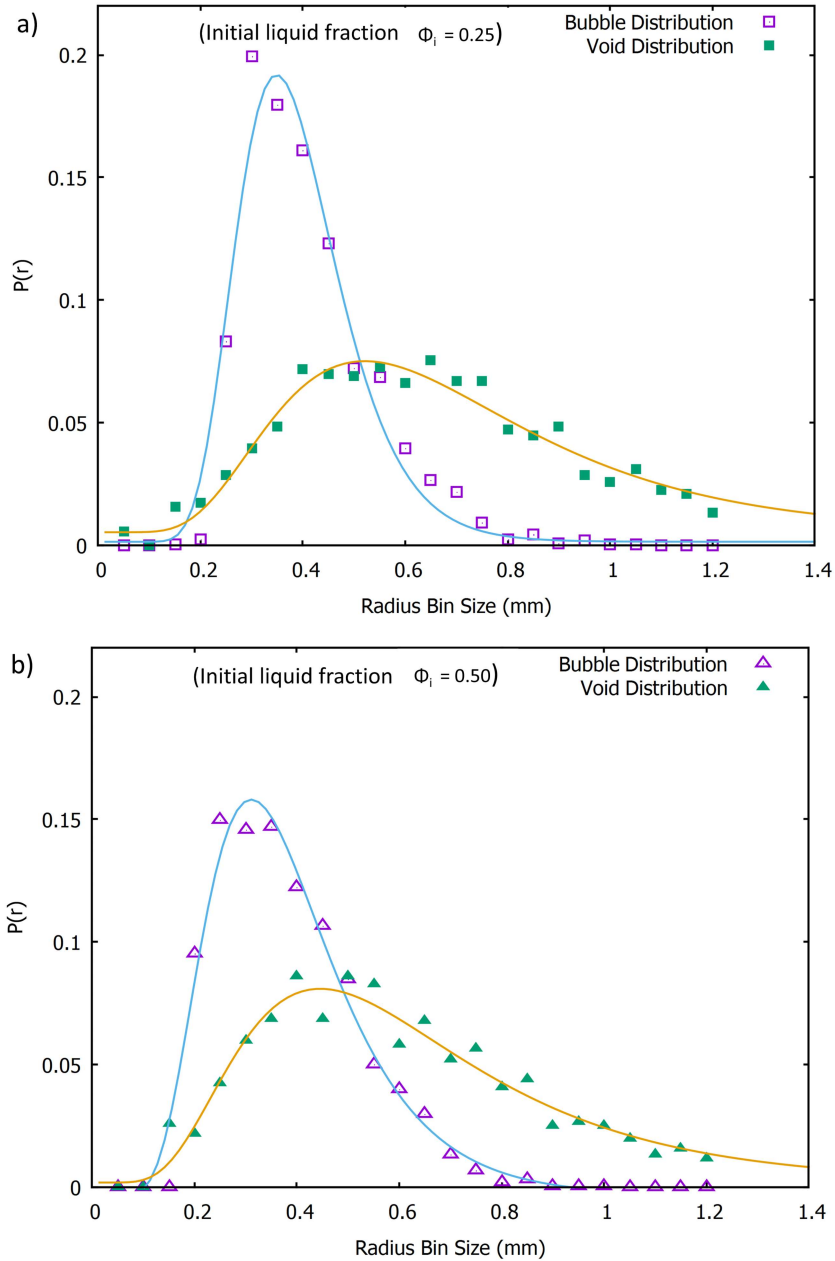 a)
(Initial liquid fraction Φi = 0.25)
Bubble Distribution
Void Distribution
0.2
0.15
0.1
0.05
0
P(r)
0 0.2 0.4 0.6 0.8 1 1.2 1.4
Radius Bin Size (mm)
b)
(Initial liquid fraction Φi = 0.50)
Bubble Distribution
Void Distribution
0.2
0.15
0.1
0.05
0
P(r)
0 0.2 0.4 0.6 0.8 1 1.2 1.4
Radius Bin Size (mm)